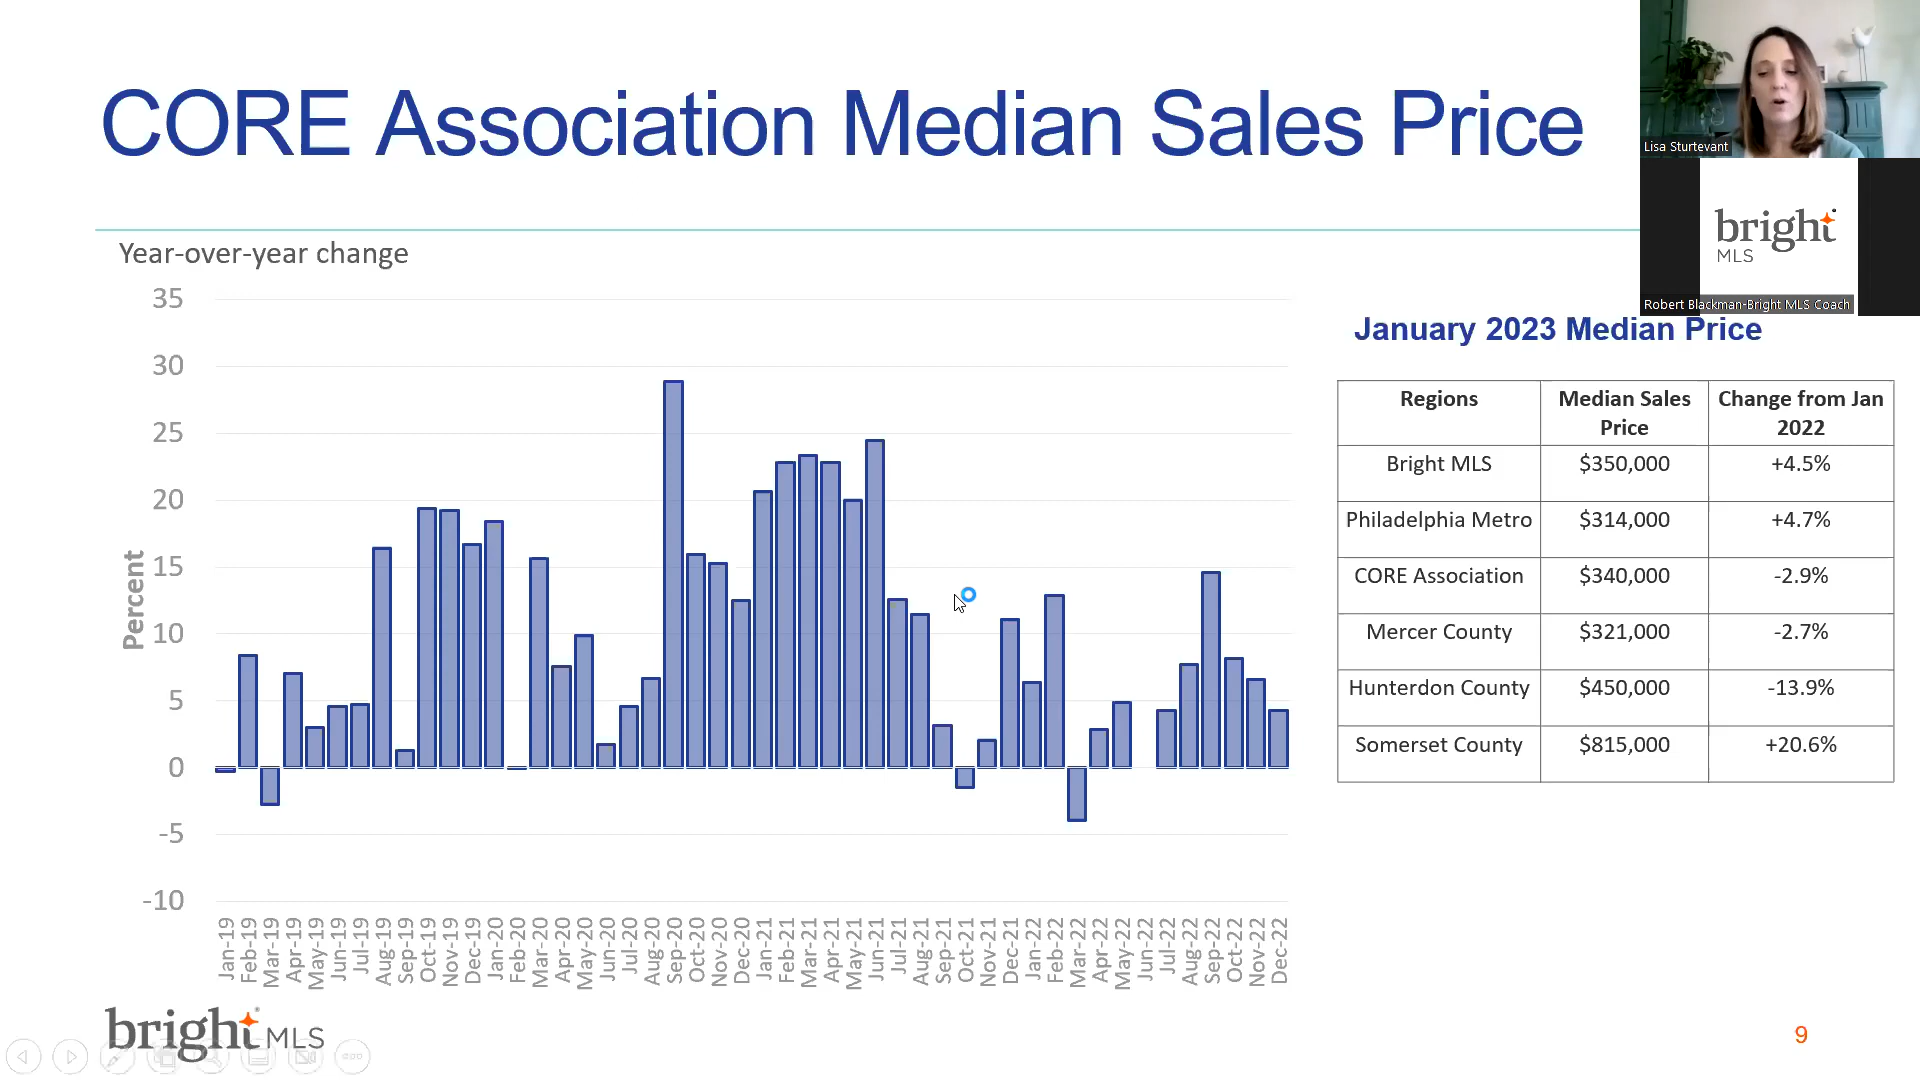 CORE Association Median Sales Price
Lisa Sturtevant
bright
MLS
Robert Blackman-Bright MLS Coach
Year-over-year change
35
30
25
20
15
10
5
0
-5
-10
Percent
Jan-19
Feb-19
Mar-19
Apr-19
May-19
Jun-19
Jul-19
Aug-19
Sep-19
Oct-19
Nov-19
Dec-19
Jan-20
Feb-20
Mar-20
Apr-20
May-20
Jun-20
Jul-20
Aug-20
Sep-20
Oct-20
Nov-20
Dec-20
Jan-21
Feb-21
Mar-21
Apr-21
May-21
Jun-21
Jul-21
Aug-21
Sep-21
Oct-21
Nov-21
Dec-21
Jan-22
Feb-22
Mar-22
Apr-22
May-22
Jun-22
Jul-22
Aug-22
Sep-22
Oct-22
Nov-22
Dec-22
January 2023 Median Price
Regions Median Sales Price Change from Jan 2022
Bright MLS $350,000 +4.5%
Philadelphia Metro $314,000 +4.7%
CORE Association $340,000 -2.9%
Mercer County $321,000 -2.7%
Hunterdon County $450,000 -13.9%
Somerset County $815,000 +20.6%
bright MLS
9